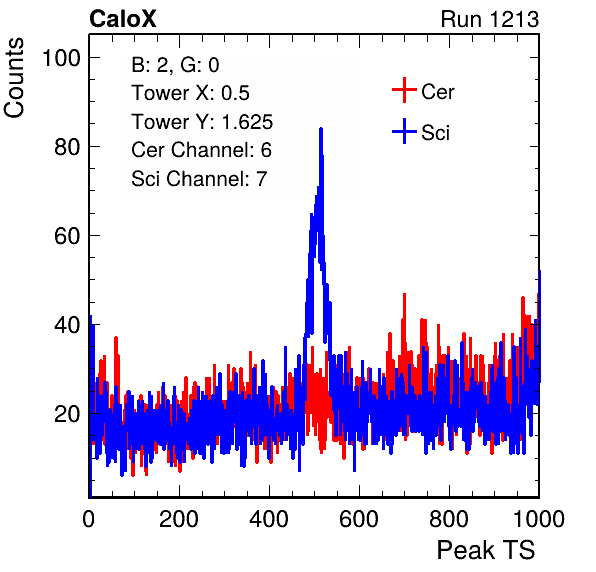 CaloX Run 1213
Counts
100
80
60
40
20
B: 2, G: 0
Tower X: 0.5
Tower Y: 1.625
Cer Channel: 6
Sci Channel: 7
Cer
Sci
0 200 400 600 800 1000
Peak TS